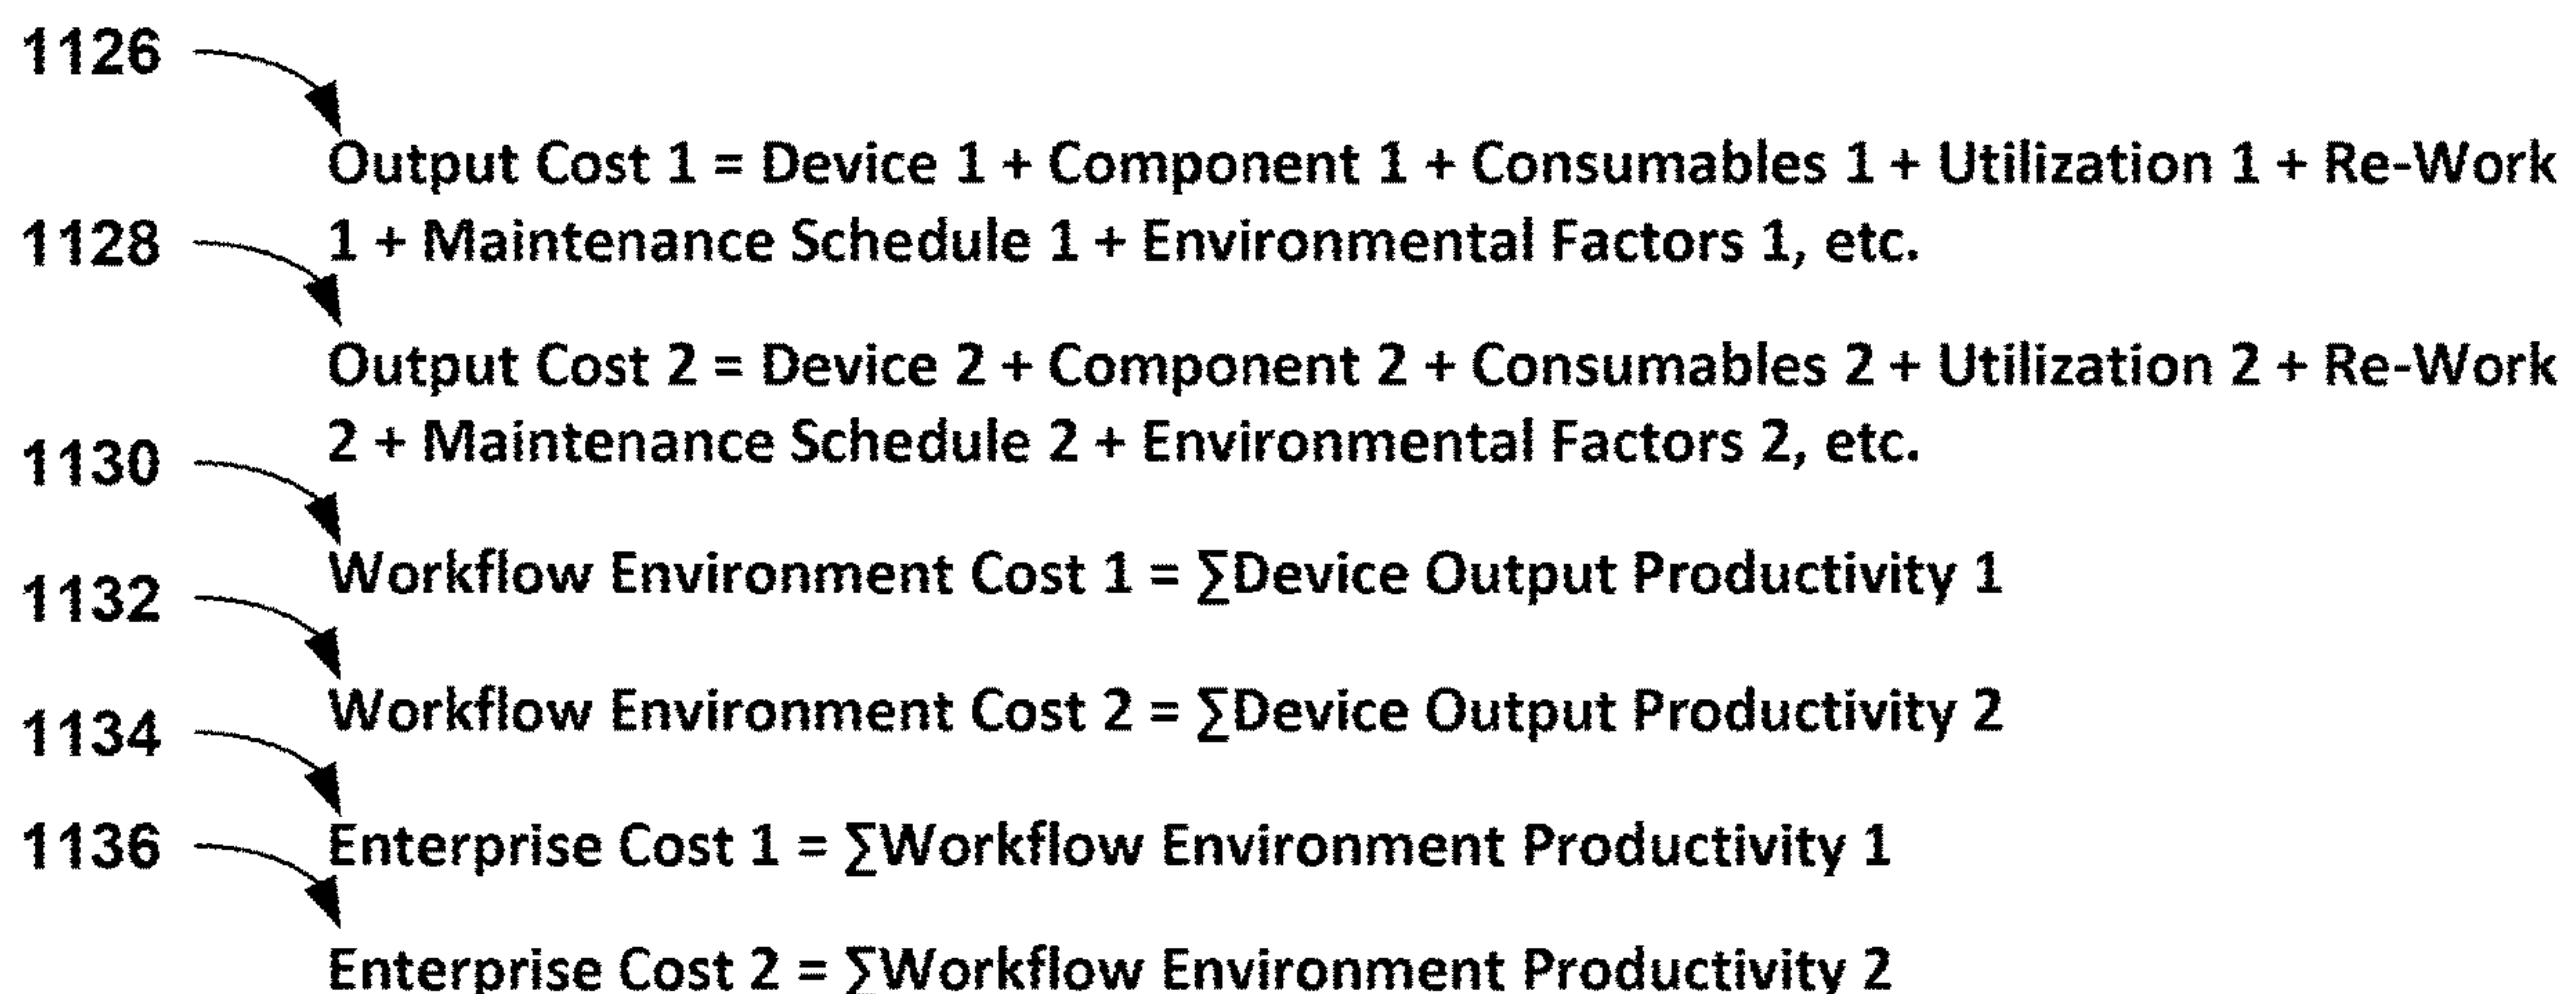 1126
Output Cost 1 = Device 1 + Component 1 + Consumables 1 + Utilization 1 + Re-Work
1128
1 + Maintenance Schedule 1 + Environmental Factors 1, etc.
Output Cost 2 = Device 2 + Component 2 + Consumables 2 + Utilization 2 + Re-Work
1130
2 + Maintenance Schedule 2 + Environmental Factors 2, etc.
Workflow Environment Cost 1 = ∑Device Output Productivity 1
1132
Workflow Environment Cost 2 = ∑Device Output Productivity 2
1134
Enterprise Cost 1 = ∑Workflow Environment Productivity 1
1136
Enterprise Cost 2 = ∑Workflow Environment Productivity 2